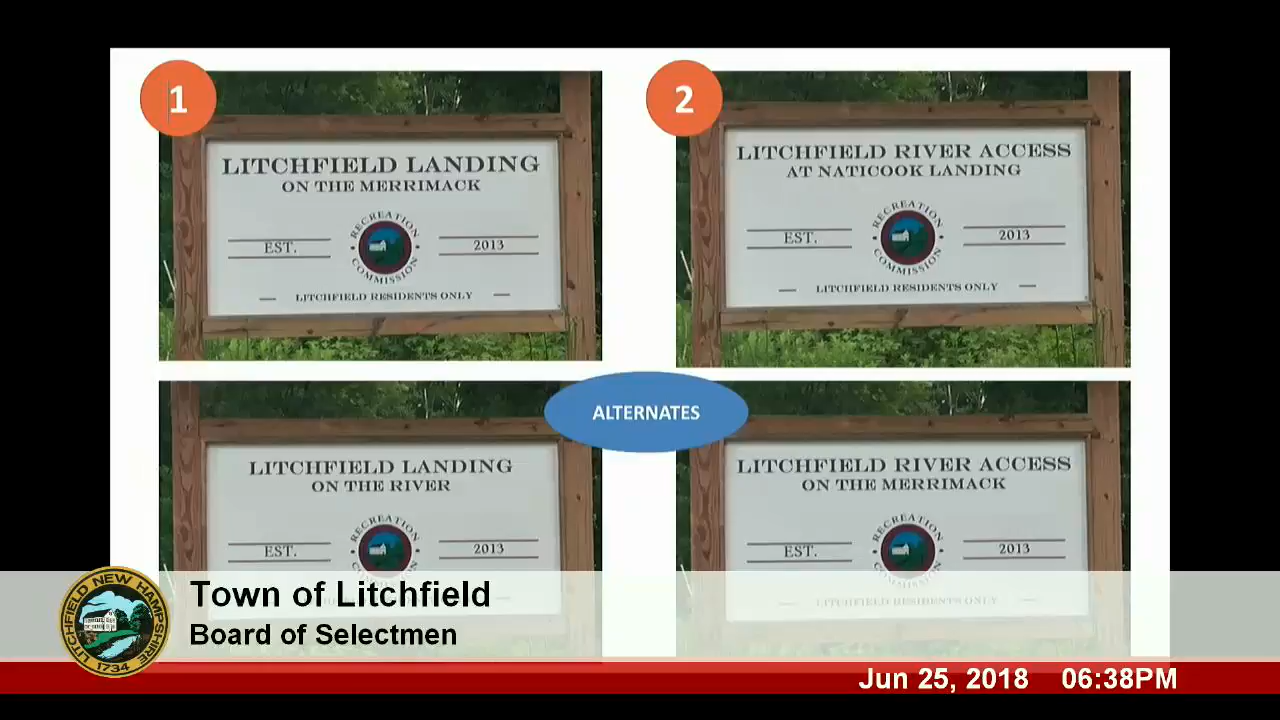 1
LITCHFIELD LANDING
ON THE MERRIMACK
RECREATION
EST.
2013
COMMISSION
LITCHFIELD RESIDENTS ONLY
2
LITCHFIELD RIVER ACCESS
AT NATICOOK LANDING
RECREATION
EST.
2013
COMMISSION
LITCHFIELD RESIDENTS ONLY
ALTERNATES
LITCHFIELD LANDING
ON THE RIVER
RECREATION
EST.
2013
LITCHFIELD RIVER ACCESS
ON THE MERRIMACK
RECREATION
EST.
2013
COMMISSION
LITCHFIELD RESIDENTS ONLY
LITCHFIELD NEW HAMPSHIRE
1734
Town of Litchfield
Board of Selectmen
Jun 25, 2018 06:38PM